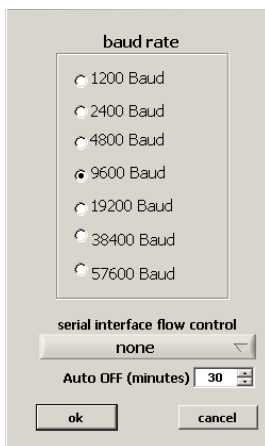 baud rate
1200 Baud
2400 Baud
4800 Baud
9600 Baud
19200 Baud
38400 Baud
57600 Baud
serial interface flow control
none
Auto OFF (minutes) 30
ok cancel